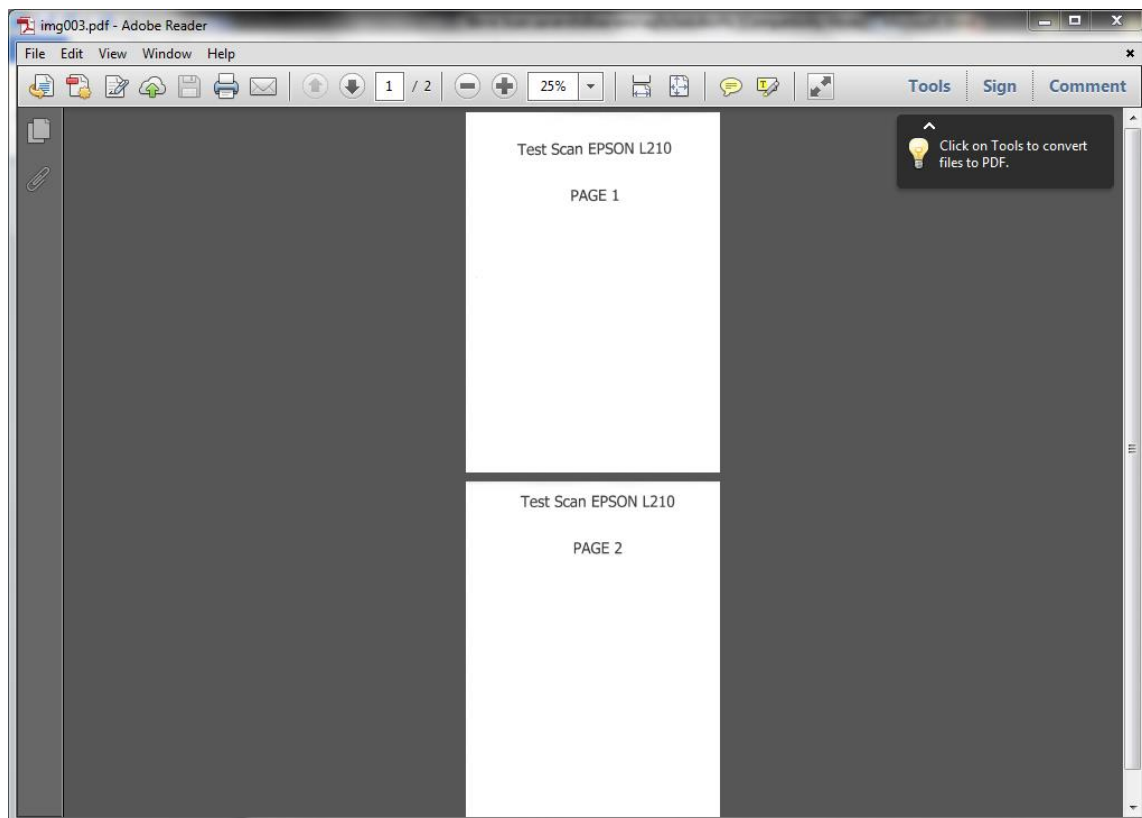 img003.pdf - Adobe Reader
File Edit View Window Help
1 / 2 25% Tools Sign Comment
Click on Tools to convert
files to PDF.
Test Scan EPSON L210
PAGE 1
Test Scan EPSON L210
PAGE 2